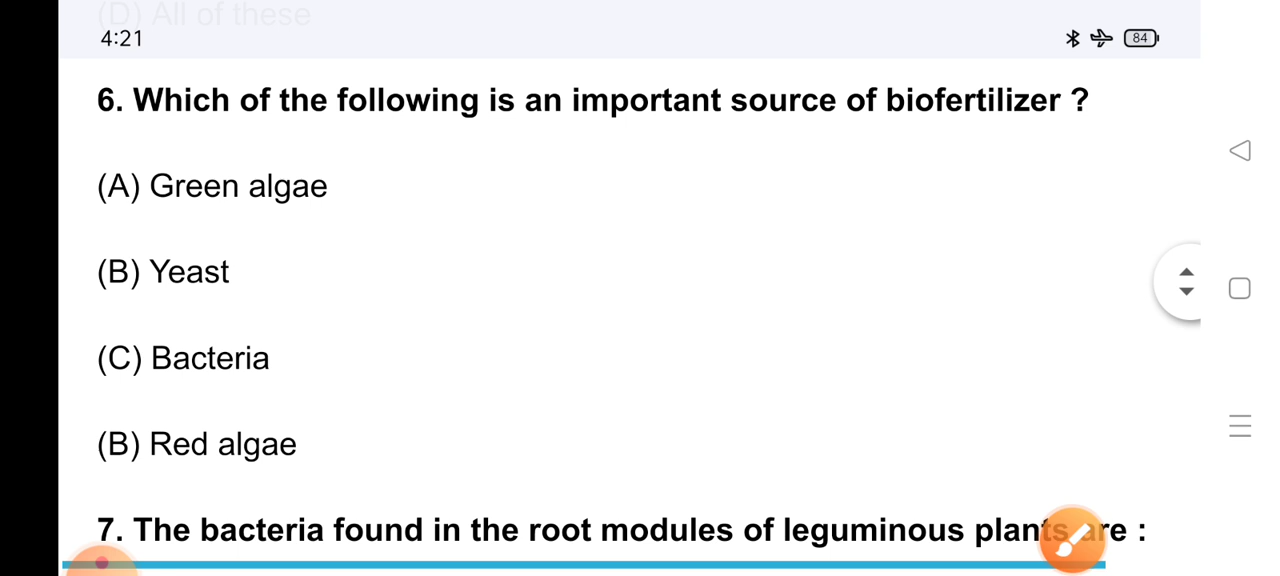 (D) All of these
4:21
84
6. Which of the following is an important source of biofertilizer ?
(A) Green algae
(B) Yeast
(C) Bacteria
(B) Red algae
7. The bacteria found in the root modules of leguminous plants are :